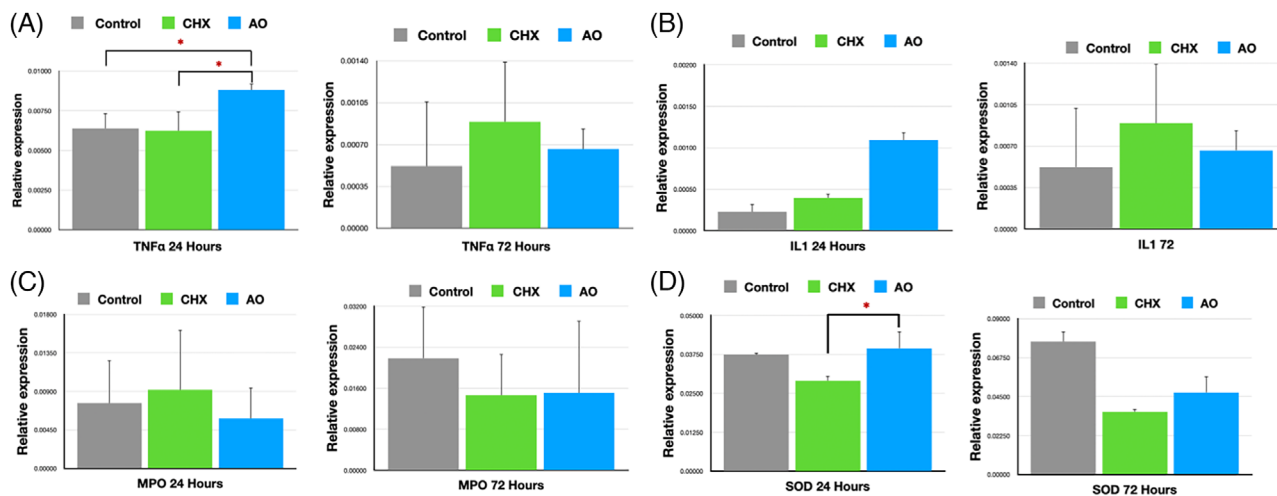 (A)
Control CHX AO
*
*
Relative expression
0.01000
0.00750
0.00500
0.00250
0.00000
TNFα 24 Hours
Control CHX AO
Relative expression
0.00140
0.00105
0.00070
0.00035
0.00000
TNFα 72 Hours
(B)
Control CHX AO
Relative expression
0.00200
0.00150
0.00100
0.00050
0.00000
IL1 24 Hours
Control CHX AO
Relative expression
0.00140
0.00105
0.00070
0.00035
0.00000
IL1 72
(C)
Control CHX AO
Relative expression
0.01800
0.01350
0.00900
0.00450
0.00000
MPO 24 Hours
Control CHX AO
Relative expression
0.03200
0.02400
0.01600
0.00800
0.00000
MPO 72 Hours
(D)
Control CHX AO
*
Relative expression
0.05000
0.03750
0.02500
0.01250
0.00000
SOD 24 Hours
Control CHX AO
Relative expression
0.09000
0.06750
0.04500
0.02250
0.00000
SOD 72 Hours